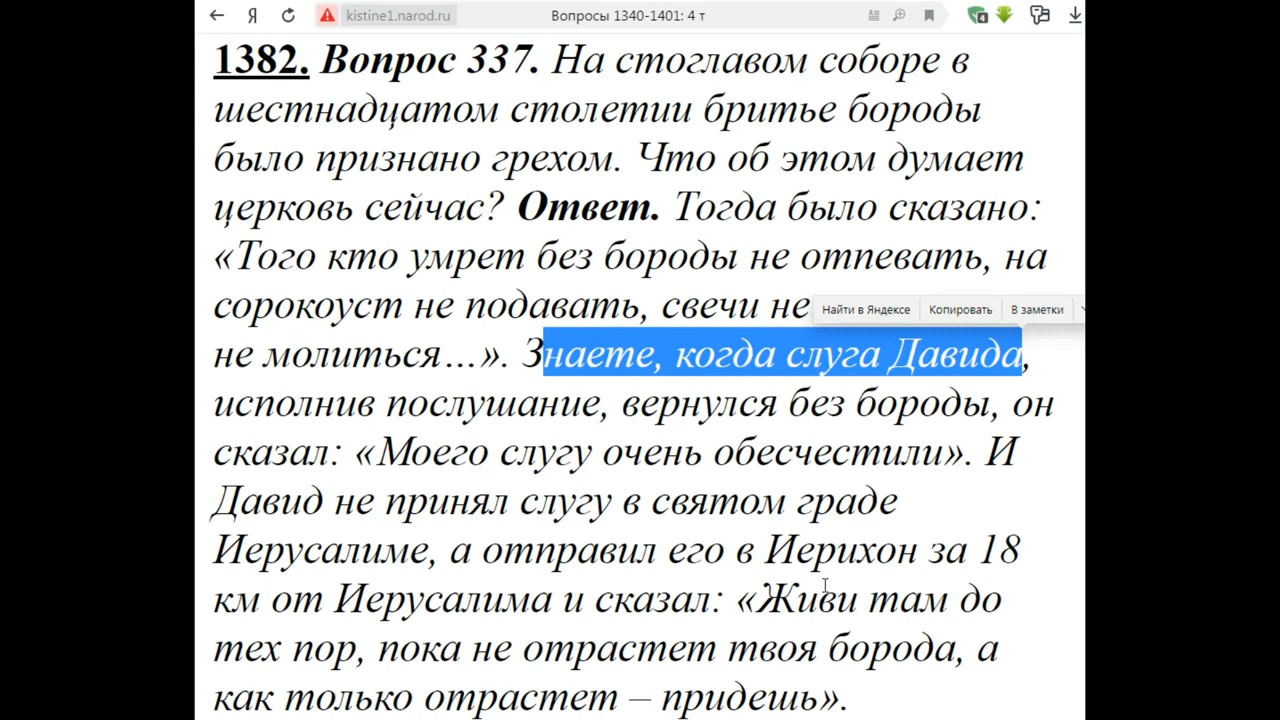 Я kistine1.narod.ru Вопросы 1340-1401: 4 т 4
1382. Вопрос 337. На стоглавом соборе в
шестнадцатом столетии бритье бороды
было признано грехом. Что об этом думает
церковь сейчас? Ответ. Тогда было сказано:
«Того кто умрет без бороды не отпевать, на
сорокоуст не подавать, свечи не
Найти в Яндексе Копировать В заметки
не молиться…». Знаете, когда слуга Давида,
исполнив послушание, вернулся без бороды, он
сказал: «Моего слугу очень обесчестили». И
Давид не принял слугу в святом граде
Иерусалиме, а отправил его в Иерихон за 18
км от Иерусалима и сказал: «Живи там до
тех пор, пока не отрастет твоя борода, а
как только отрастет – придешь».